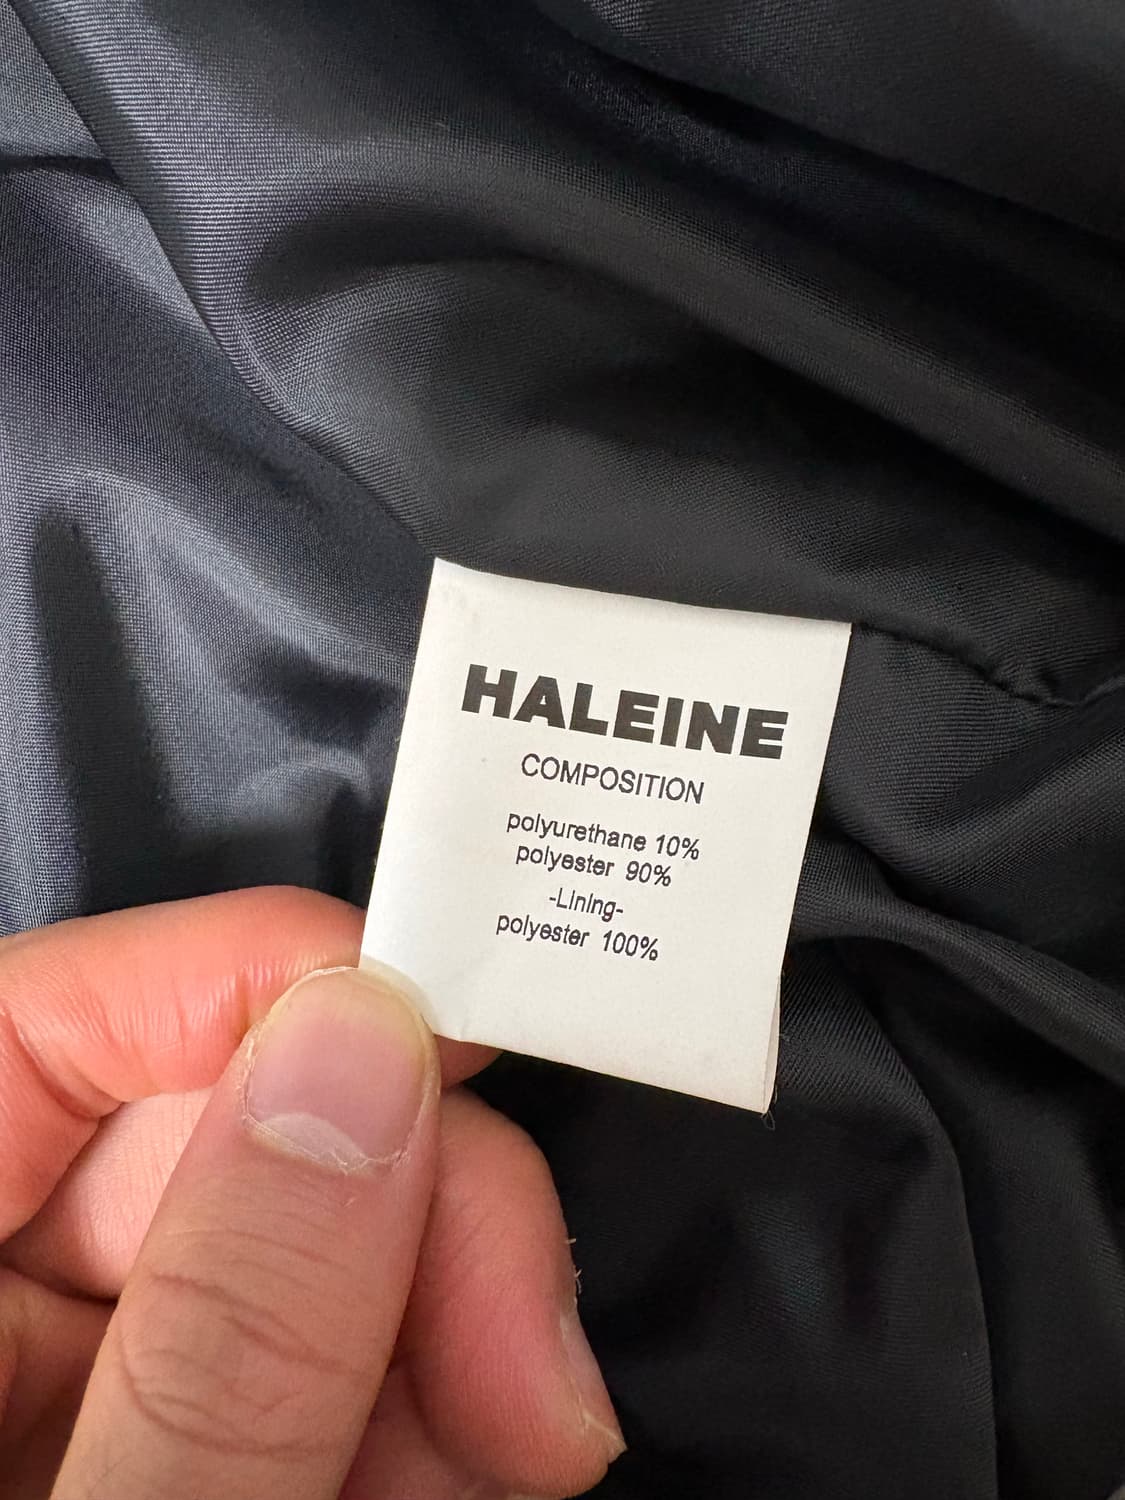 HALEINE
COMPOSITION
polyurethane 10%
polyester 90%
-Lining-
polyester 100%